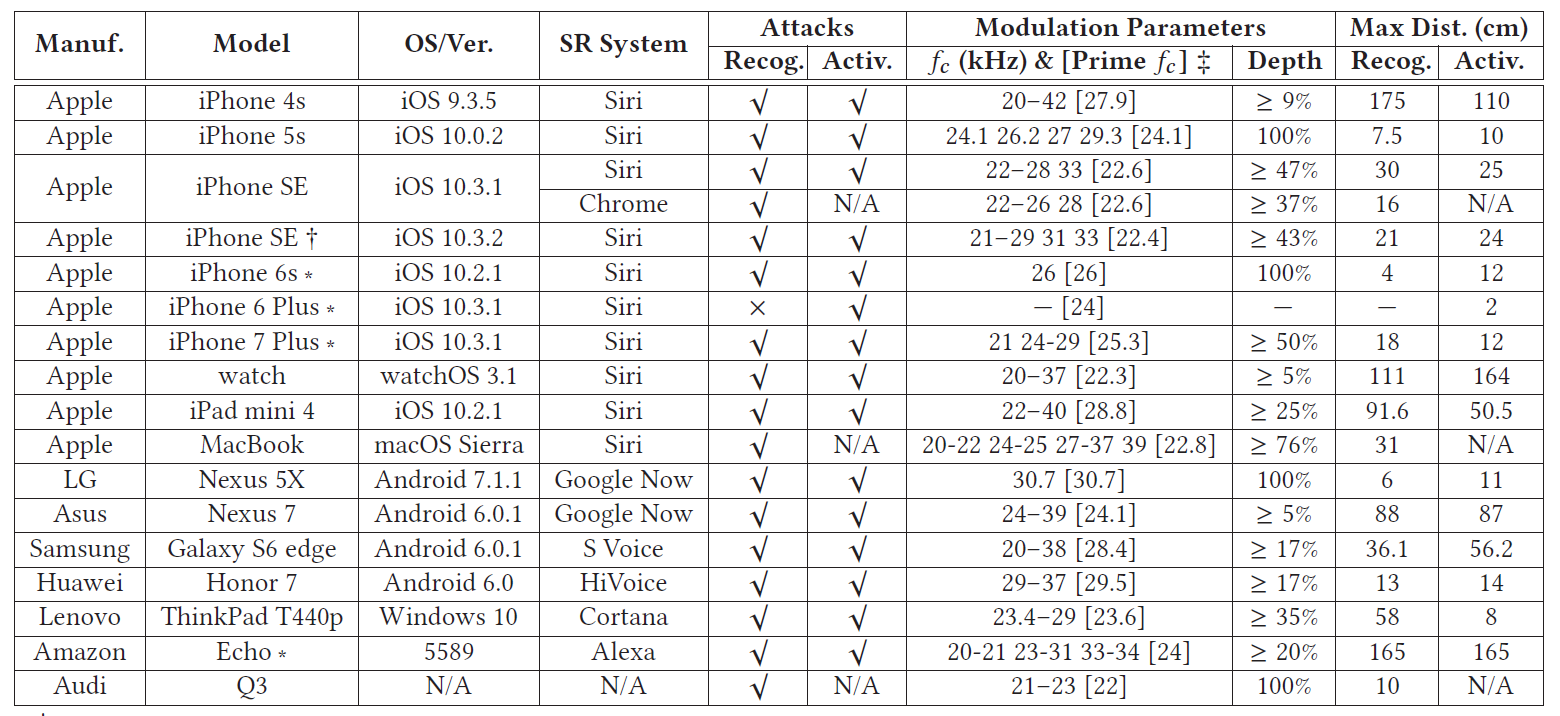 Manuf. Model OS/Ver. SR System Attacks Modulation Parameters Max Dist. (cm)
Recog. Activ. fc (kHz) & [Prime fc] ‡ Depth Recog. Activ.
Apple iPhone 4s iOS 9.3.5 Siri √ √ 20–42 [27.9] ≥ 9% 175 110
Apple iPhone 5s iOS 10.0.2 Siri √ √ 24.1 26.2 27 29.3 [24.1] 100% 7.5 10
Apple iPhone SE iOS 10.3.1 Siri √ √ 22–28 33 [22.6] ≥ 47% 30 25
Chrome √ N/A 22–26 28 [22.6] ≥ 37% 16 N/A
Apple iPhone SE † iOS 10.3.2 Siri √ √ 21–29 31 33 [22.4] ≥ 43% 21 24
Apple iPhone 6s * iOS 10.2.1 Siri √ √ 26 [26] 100% 4 12
Apple iPhone 6 Plus * iOS 10.3.1 Siri × √ — [24] — — 2
Apple iPhone 7 Plus * iOS 10.3.1 Siri √ √ 21 24-29 [25.3] ≥ 50% 18 12
Apple watch watchOS 3.1 Siri √ √ 20–37 [22.3] ≥ 5% 111 164
Apple iPad mini 4 iOS 10.2.1 Siri √ √ 22–40 [28.8] ≥ 25% 91.6 50.5
Apple MacBook macOS Sierra Siri √ N/A 20-22 24-25 27-37 39 [22.8] ≥ 76% 31 N/A
LG Nexus 5X Android 7.1.1 Google Now √ √ 30.7 [30.7] 100% 6 11
Asus Nexus 7 Android 6.0.1 Google Now √ √ 24–39 [24.1] ≥ 5% 88 87
Samsung Galaxy S6 edge Android 6.0.1 S Voice √ √ 20–38 [28.4] ≥ 17% 36.1 56.2
Huawei Honor 7 Android 6.0 HiVoice √ √ 29–37 [29.5] ≥ 17% 13 14
Lenovo ThinkPad T440p Windows 10 Cortana √ √ 23.4–29 [23.6] ≥ 35% 58 8
Amazon Echo * 5589 Alexa √ √ 20-21 23-31 33-34 [24] ≥ 20% 165 165
Audi Q3 N/A N/A √ N/A 21–23 [22] 100% 10 N/A